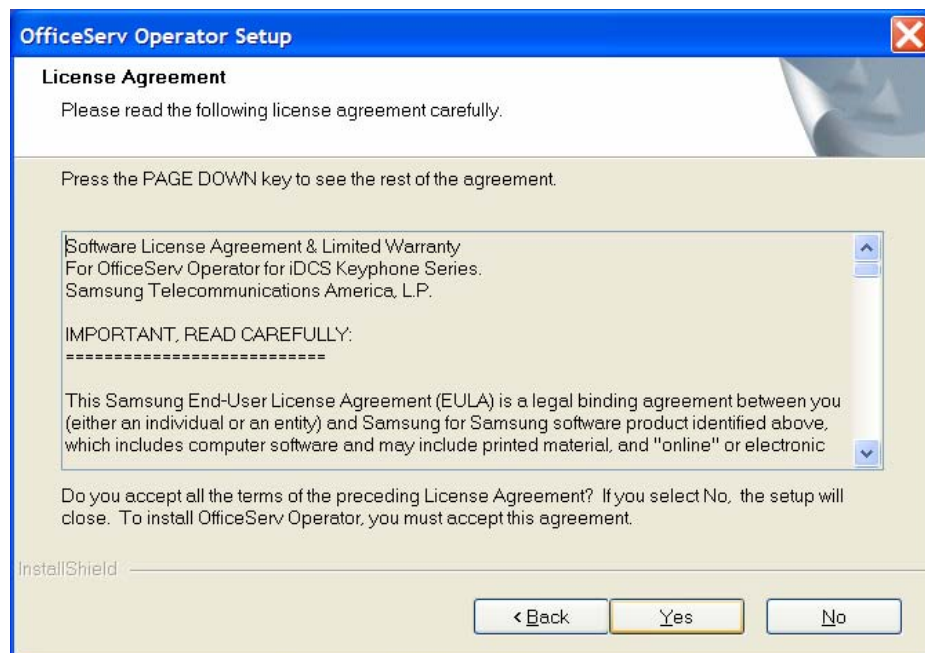 OfficeServ Operator Setup
License Agreement
Please read the following license agreement carefully.
Press the PAGE DOWN key to see the rest of the agreement.
Software License Agreement & Limited Warranty
For OfficeServ Operator for iDCS Keyphone Series.
Samsung Telecommunications America, L.P.
IMPORTANT, READ CAREFULLY:
===========================
This Samsung End-User License Agreement (EULA) is a legal binding agreement between you
(either an individual or an entity) and Samsung for Samsung software product identified above,
which includes computer software and may include printed material, and "online" or electronic
Do you accept all the terms of the preceding License Agreement? If you select No, the setup will
close. To install OfficeServ Operator, you must accept this agreement.
InstallShield
< Back Yes No